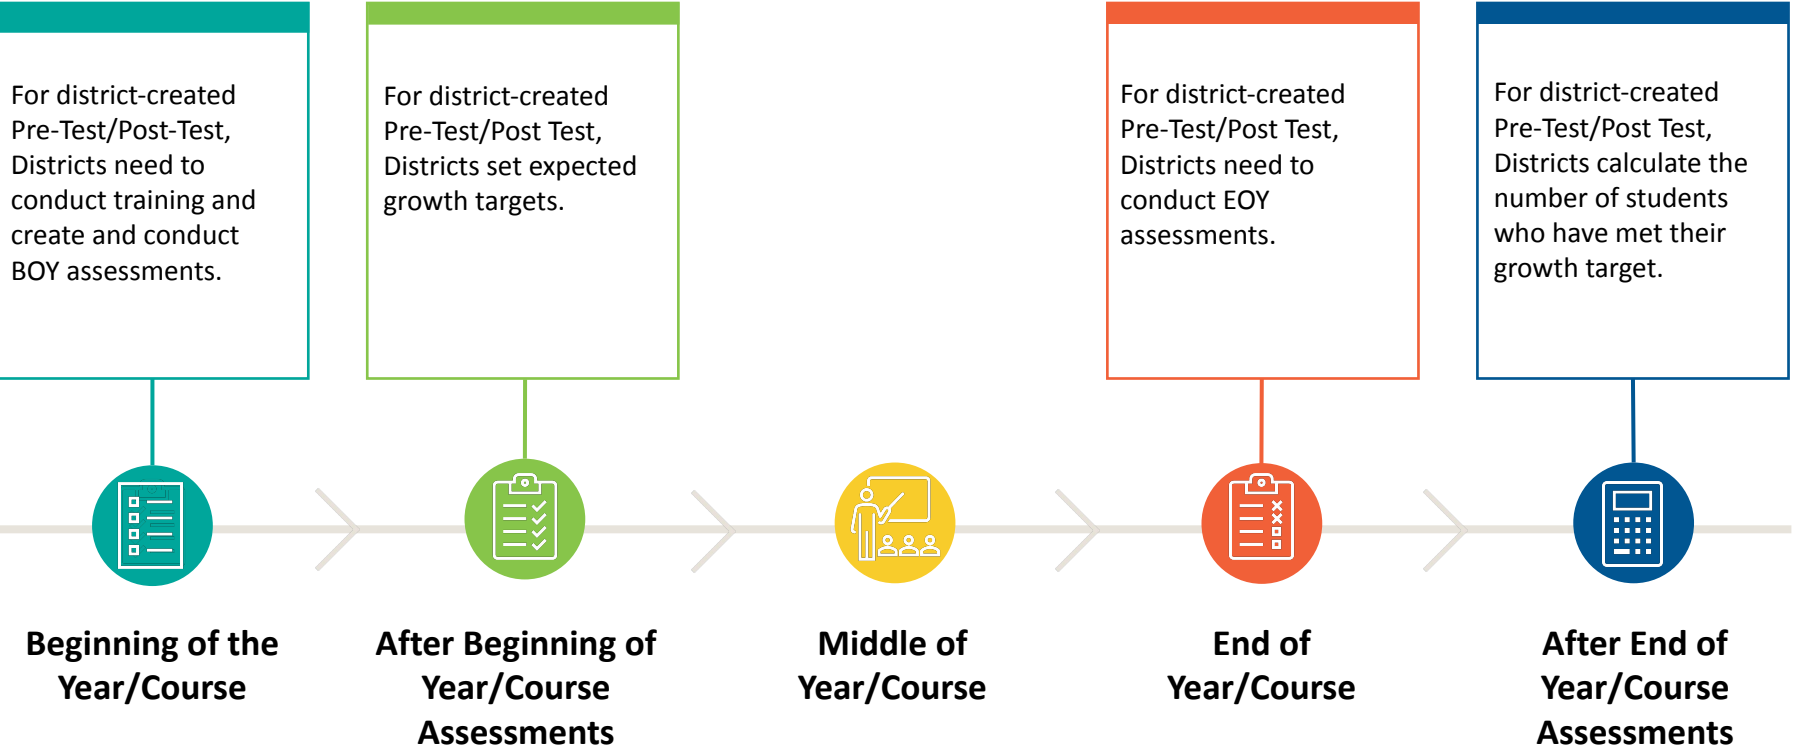 For district-created
Pre-Test/Post-Test,
Districts need to
conduct training and
create and conduct
BOY assessments.
For district-created
Pre-Test/Post Test,
Districts set expected
growth targets.
For district-created
Pre-Test/Post Test,
Districts need to
conduct EOY
assessments.
For district-created
Pre-Test/Post Test,
Districts calculate the
number of students
who have met their
growth target.
Beginning of the
Year/Course
After Beginning of
Year/Course
Assessments
Middle of
Year/Course
End of
Year/Course
After End of
Year/Course
Assessments